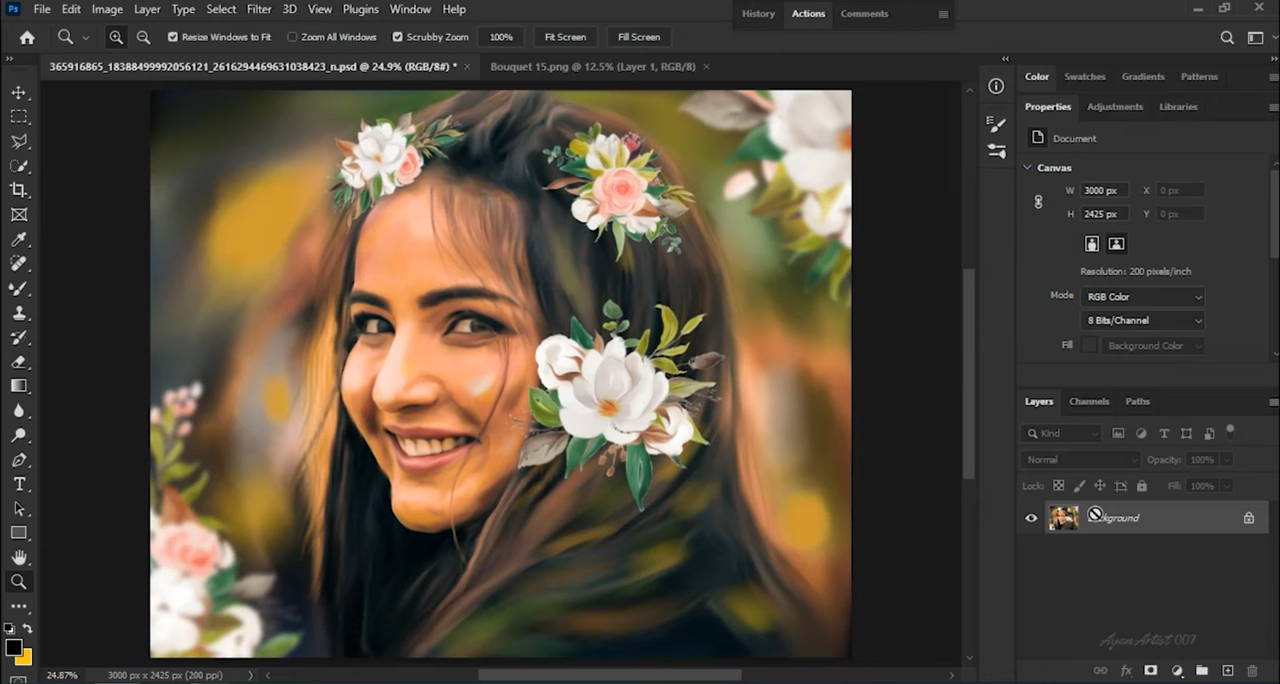 Ps File Edit Image Layer Type Select Filter 3D View Plugins Window Help
History Actions Comments
Resize Windows to Fit Zoom All Windows Scrubby Zoom 100% Fit Screen Fill Screen
365916865_18388499992056121_2616294469631038423_n.psd @ 24.9% (RGB/8#) * × Bouquet 15.png @ 12.5% (Layer 1, RGB/8) ×
Color Swatches Gradients Patterns
Properties Adjustments Libraries
Document
Canvas
W 3000 px X 0 px
H 2425 px Y 0 px
Resolution: 200 pixels/inch
Mode RGB Color
8 Bits/Channel
Fill Background Color
Layers Channels Paths
Kind
Normal Opacity: 100%
Lock: Fill: 100%
Ayan Artist 007
24.87% 3000 px x 2425 px (200 ppi)